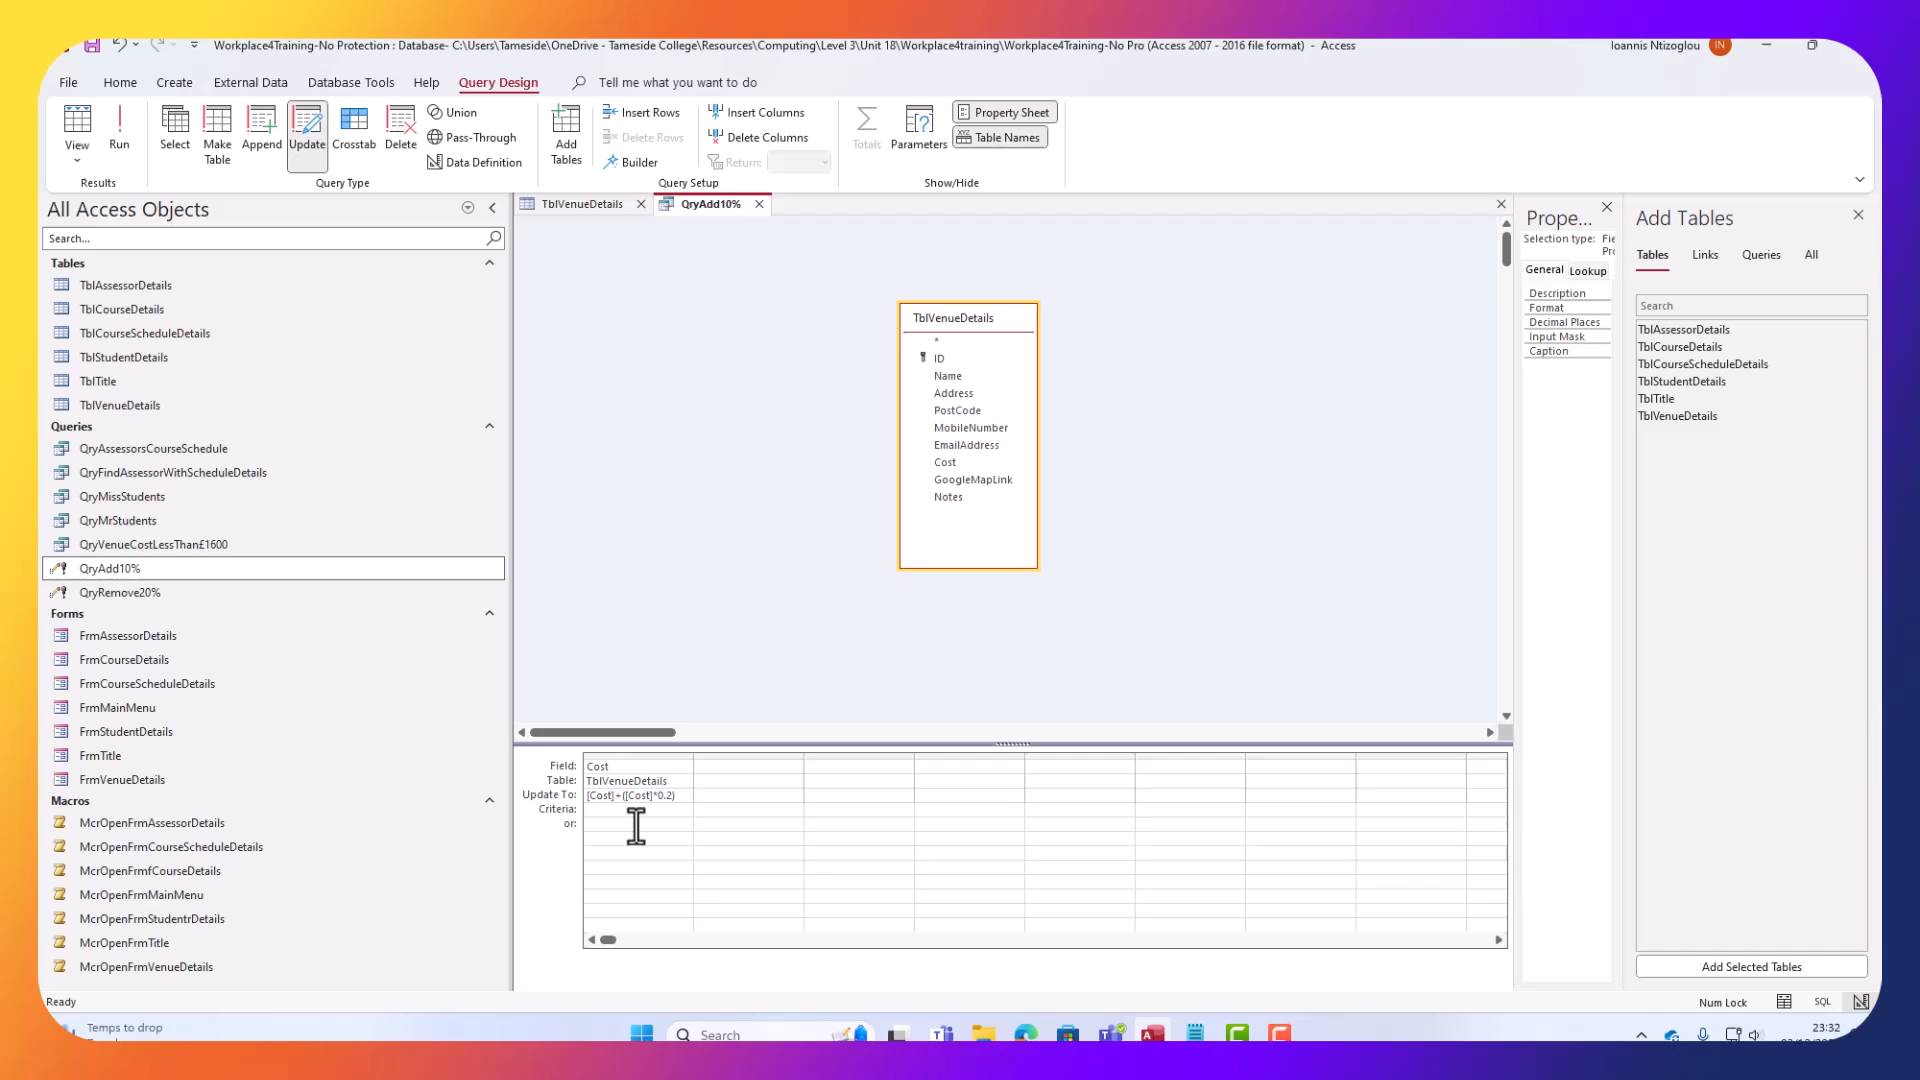 Workplace4Training-No Protection : Database- C:\Users\Tameside\OneDrive - Tameside College\Resources\Computing\Level 3\Unit 18\Workplace4training\Workplace4Training-No Pro (Access 2007 - 2016 file format) - Access
Ioannis Ntizoglou IN
File Home Create External Data Database Tools Help Query Design Tell me what you want to do
View Run Select Make Table Append Update Crosstab Delete
Union
Pass-Through
Data Definition
Add Tables
Insert Rows
Delete Rows
Builder
Insert Columns
Delete Columns
Return:
Totals Parameters
Property Sheet
XYZ Table Names
Results Query Type Query Setup Show/Hide
All Access Objects
Search...
Tables
TblAssessorDetails
TblCourseDetails
TblCourseScheduleDetails
TblStudentDetails
TblTitle
TblVenueDetails
Queries
QryAssessorsCourseSchedule
QryFindAssessorWithScheduleDetails
QryMissStudents
QryMrStudents
QryVenueCostLessThan£1600
QryAdd10%
QryRemove20%
Forms
FrmAssessorDetails
FrmCourseDetails
FrmCourseScheduleDetails
FrmMainMenu
FrmStudentDetails
FrmTitle
FrmVenueDetails
Macros
McrOpenFrmAssessorDetails
McrOpenFrmCourseScheduleDetails
McrOpenFrmfCourseDetails
McrOpenFrmMainMenu
McrOpenFrmStudentrDetails
McrOpenFrmTitle
McrOpenFrmVenueDetails
TblVenueDetails QryAdd10%
TblVenueDetails
*
ID
Name
Address
PostCode
MobileNumber
EmailAddress
Cost
GoogleMapLink
Notes
Field: Cost
Table: TblVenueDetails
Update To: [Cost]+([Cost]*0.2)
Criteria:
or:
Prope...
Selection type: Fie
Pro
General Lookup
Description
Format
Decimal Places
Input Mask
Caption
Add Tables
Tables Links Queries All
Search
TblAssessorDetails
TblCourseDetails
TblCourseScheduleDetails
TblStudentDetails
TblTitle
TblVenueDetails
Add Selected Tables
Ready
Num Lock SQL
Temps to drop
Search
23:32